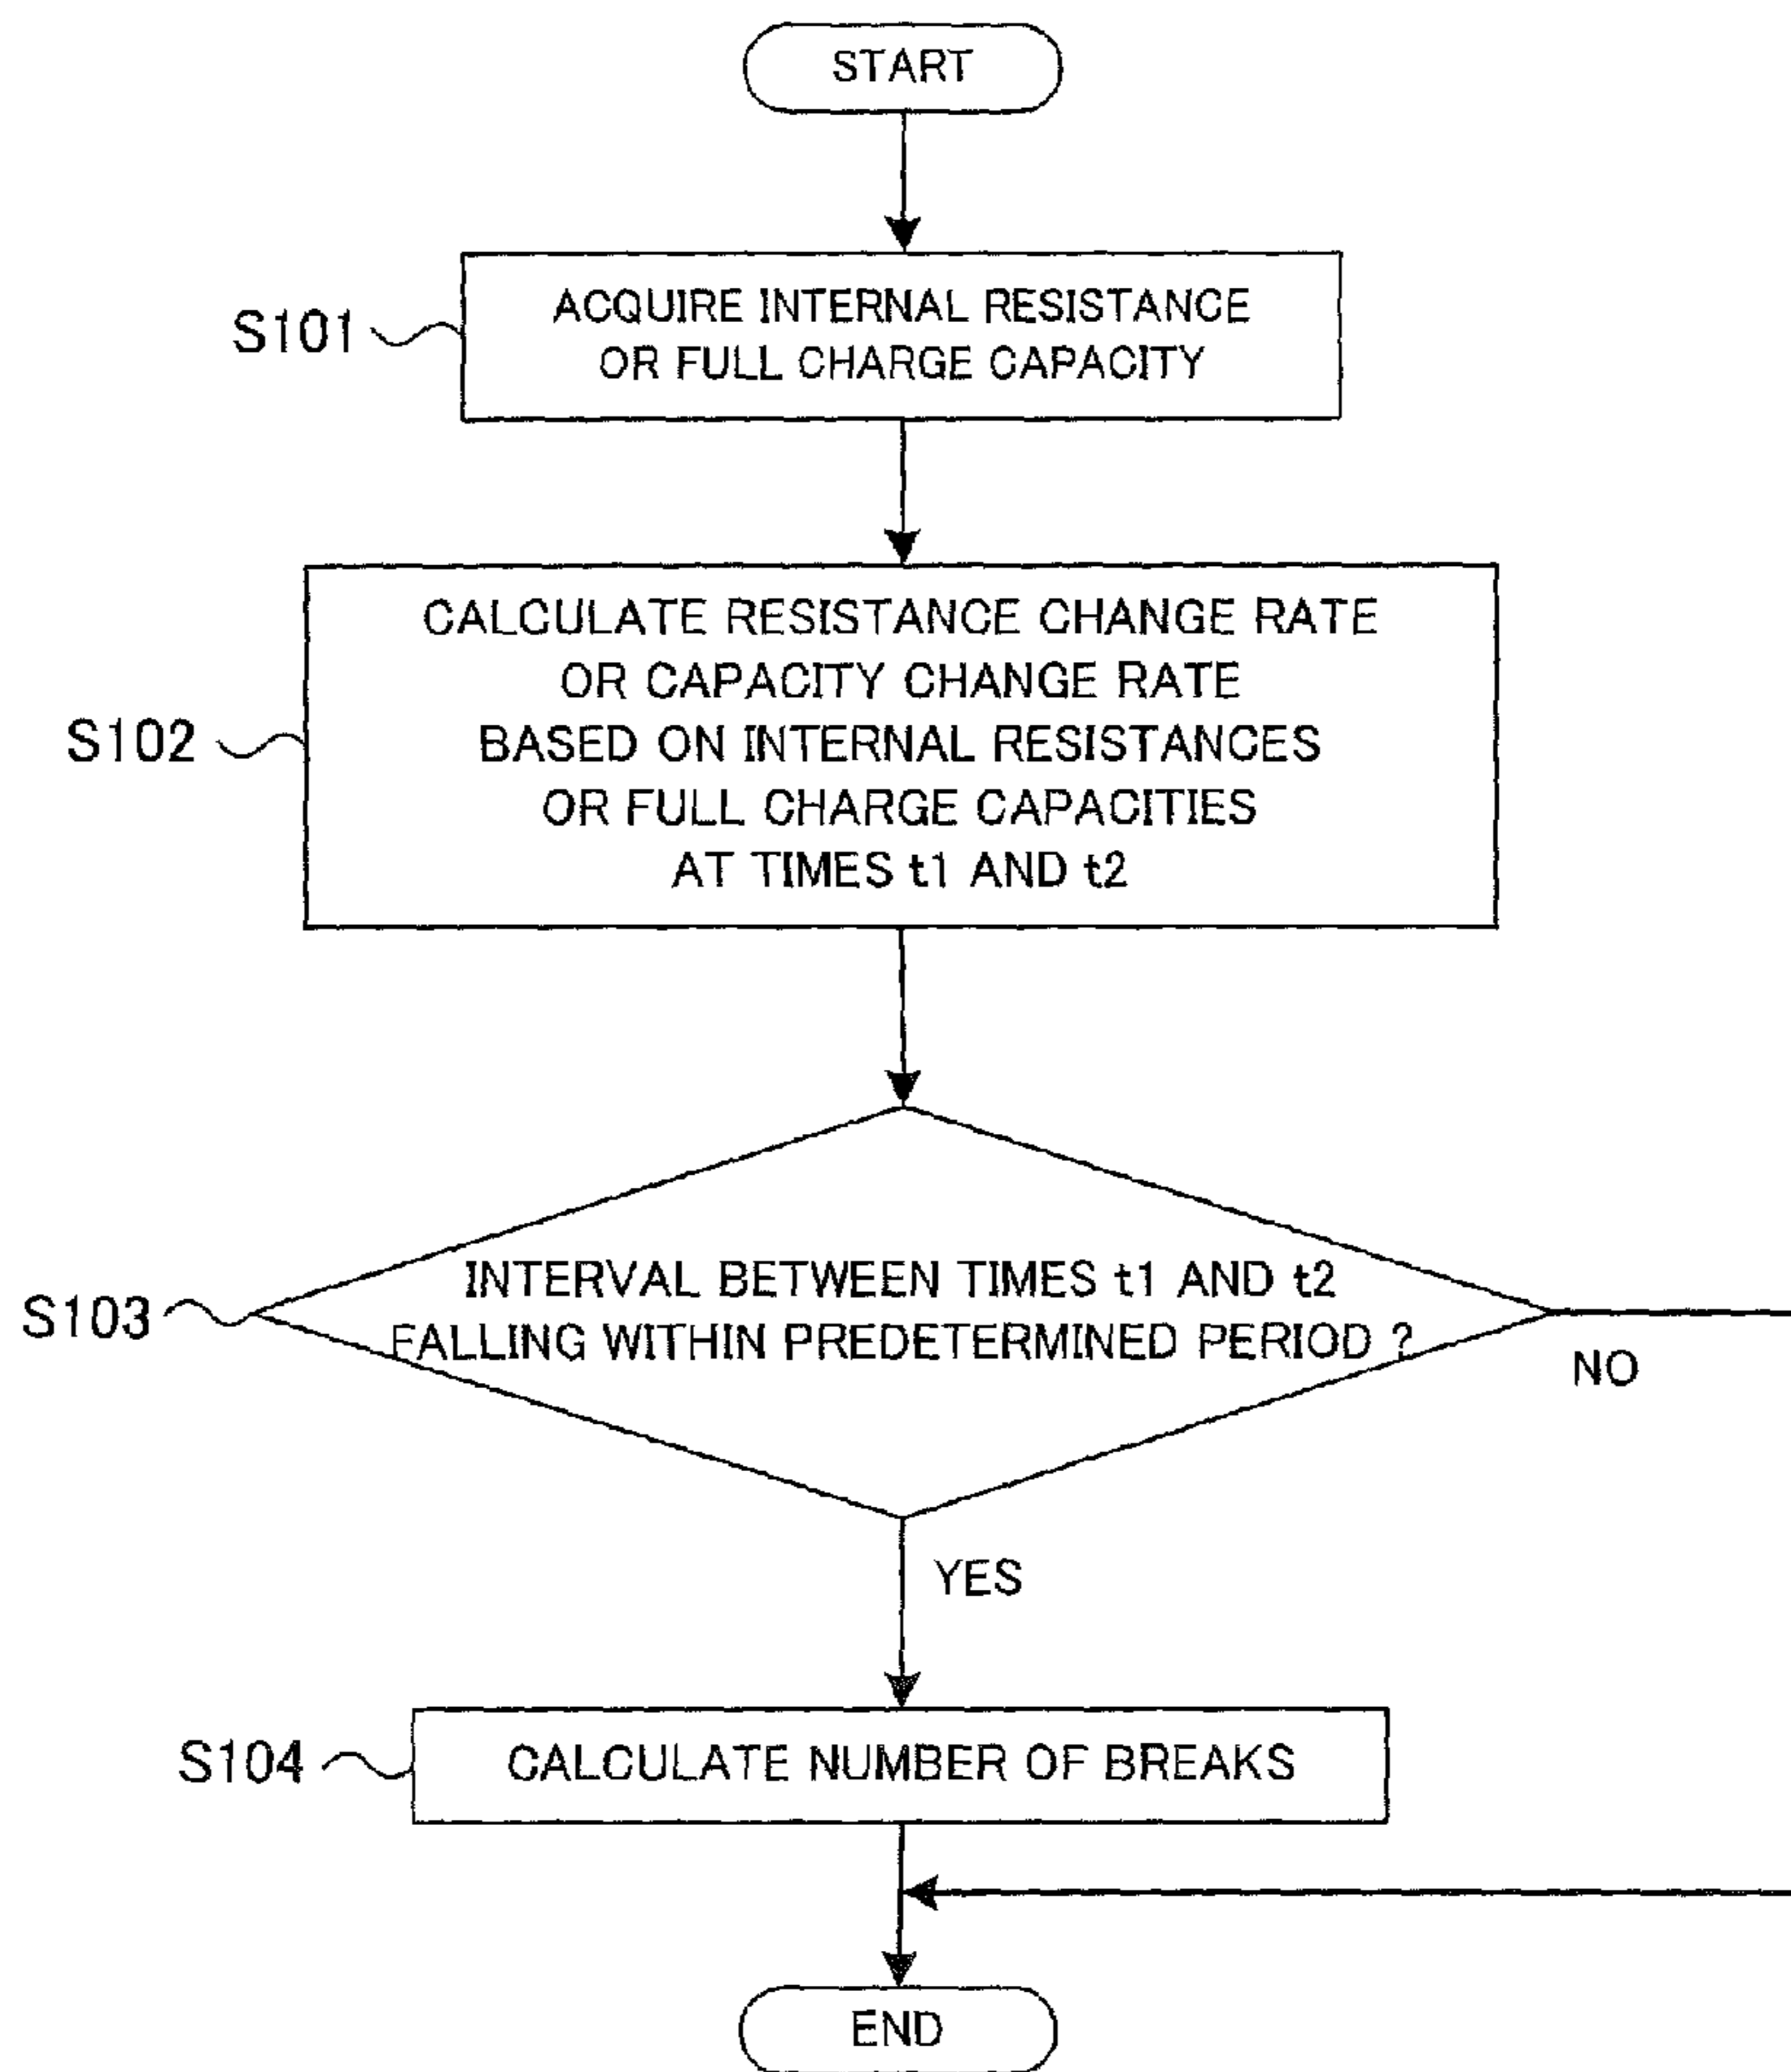 START
S101
ACQUIRE INTERNAL RESISTANCE
OR FULL CHARGE CAPACITY
S102
CALCULATE RESISTANCE CHANGE RATE
OR CAPACITY CHANGE RATE
BASED ON INTERNAL RESISTANCES
OR FULL CHARGE CAPACITIES
AT TIMES t1 AND t2
S103
INTERVAL BETWEEN TIMES t1 AND t2
FALLING WITHIN PREDETERMINED PERIOD ?
NO
YES
S104
CALCULATE NUMBER OF BREAKS
END